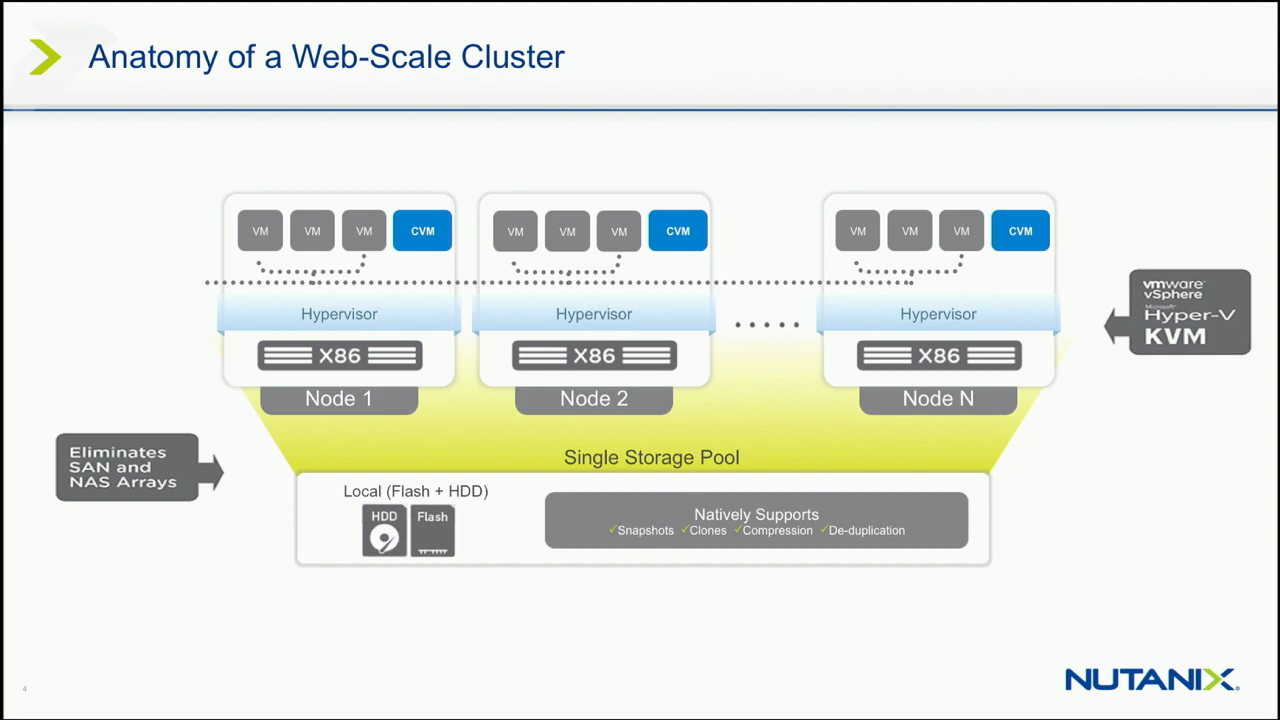 Anatomy of a Web-Scale Cluster
VM VM VM CVM
VM VM VM CVM
VM VM VM CVM
Hypervisor
Hypervisor
Hypervisor
X86
X86
X86
Node 1
Node 2
Node N
vmware®
vSphere
Microsoft®
Hyper-V
KVM
Eliminates
SAN and
NAS Arrays
Single Storage Pool
Local (Flash + HDD)
HDD
Flash
Natively Supports
✓Snapshots ✓Clones ✓Compression ✓De-duplication
4
NUTANIX®